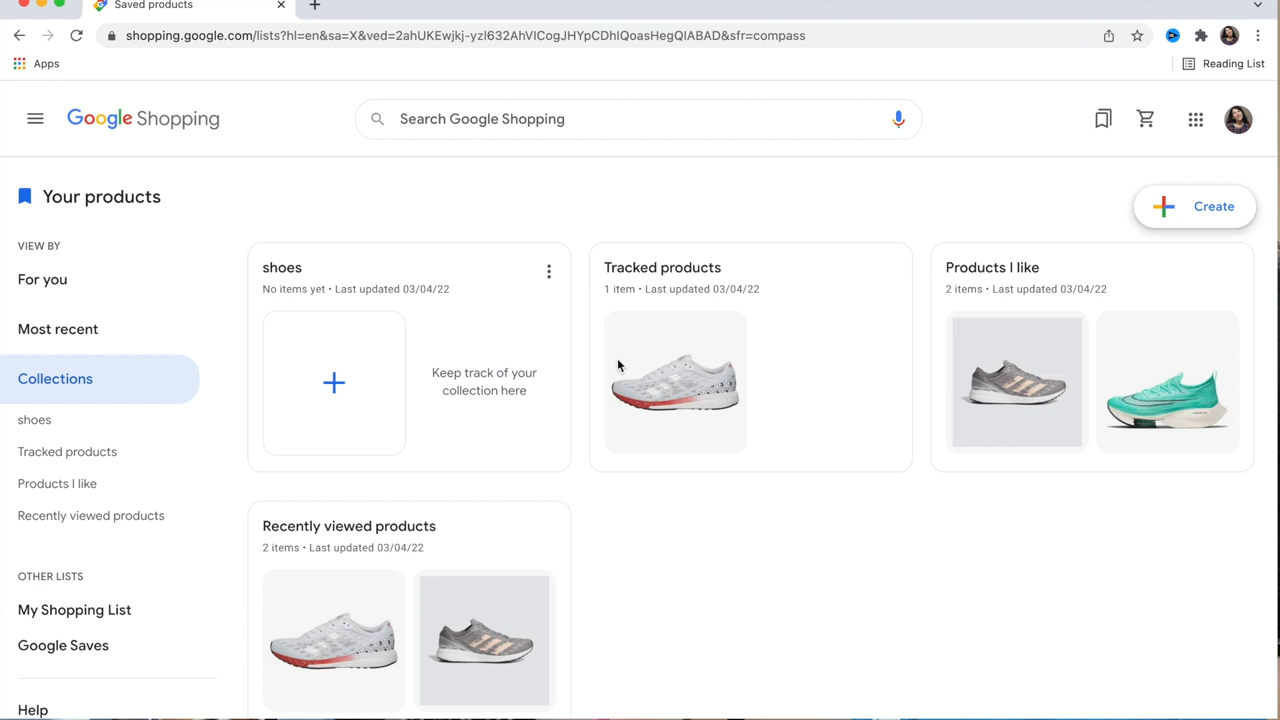 Saved products
shopping.google.com/lists?hl=en&sa=X&ved=2ahUKEwjkj-yzl632AhVICogJHYpCDhIQoasHegQIABAD&sfr=compass
Apps
Reading List
Google Shopping
Search Google Shopping
Your products
Create
VIEW BY
For you
Most recent
Collections
shoes
Tracked products
Products I like
Recently viewed products
OTHER LISTS
My Shopping List
Google Saves
Help
shoes
No items yet • Last updated 03/04/22
Keep track of your
collection here
Tracked products
1 item • Last updated 03/04/22
Products I like
2 items • Last updated 03/04/22
Recently viewed products
2 items • Last updated 03/04/22